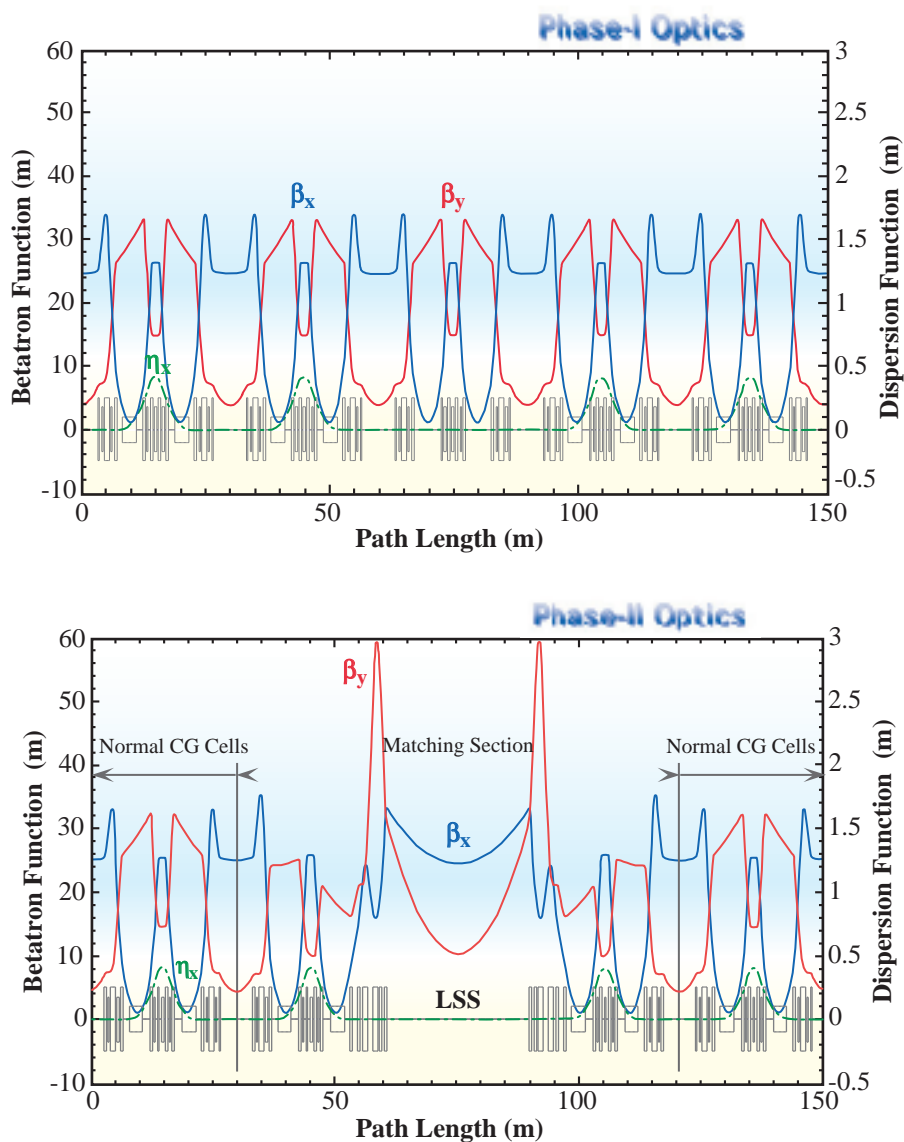 Phase-I Optics
60
50
40
30
20
10
0
-10
3
2.5
2
1.5
1
0.5
0
-0.5
Betatron Function (m)
Dispersion Function (m)
βx
βy
ηx
0
50
100
150
Path Length (m)
Phase-II Optics
60
50
40
30
20
10
0
-10
3
2.5
2
1.5
1
0.5
0
-0.5
Betatron Function (m)
Dispersion Function (m)
βy
Normal CG Cells
Matching Section
Normal CG Cells
βx
ηx
LSS
0
50
100
150
Path Length (m)